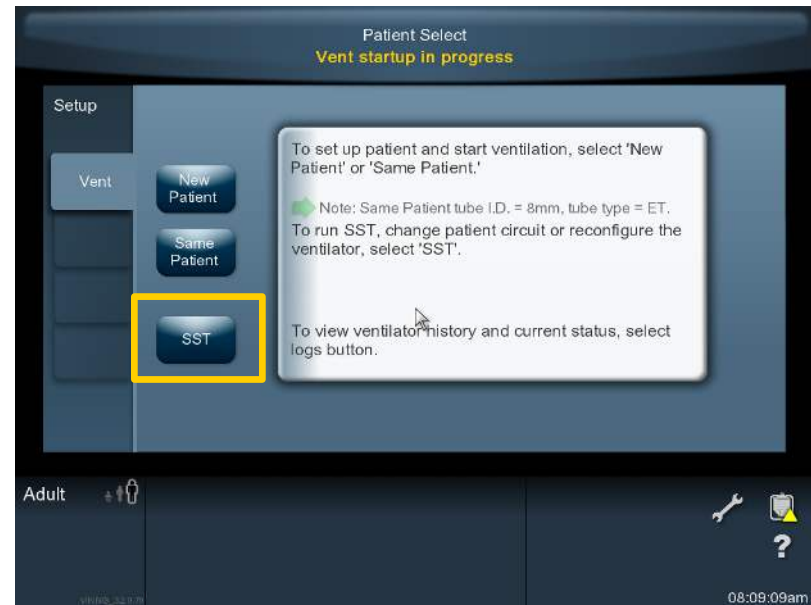 Patient Select
Vent startup in progress
Setup
Vent
New
Patient
Same
Patient
SST
To set up patient and start ventilation, select 'New
Patient' or 'Same Patient.'
Note: Same Patient tube I.D. = 8mm, tube type = ET.
To run SST, change patient circuit or reconfigure the
ventilator, select 'SST'.
To view ventilator history and current status, select
logs button.
Adult
?
08:09:09am